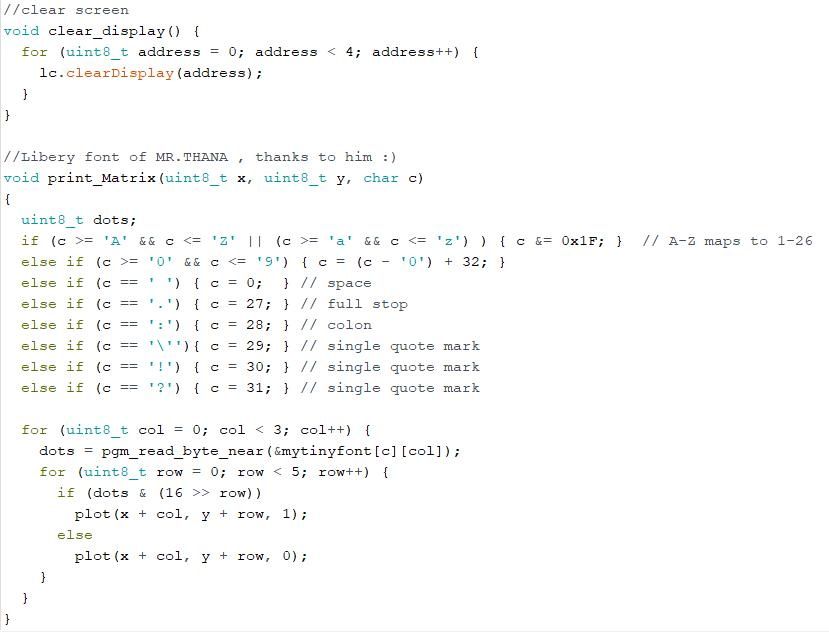 //clear screen
void clear_display() {
  for (uint8_t address = 0; address < 4; address++) {
    lc.clearDisplay(address);
  }
}

//Libery font of MR.THANA , thanks to him :)
void print_Matrix(uint8_t x, uint8_t y, char c)
{
  uint8_t dots;
  if (c >= 'A' && c <= 'Z' || (c >= 'a' && c <= 'z') ) { c &= 0x1F; }  // A-Z maps to 1-26
  else if (c >= '0' && c <= '9') { c = (c - '0') + 32; }
  else if (c == ' ') { c = 0;  } // space
  else if (c == '.') { c = 27; } // full stop
  else if (c == ':') { c = 28; } // colon
  else if (c == '\''){ c = 29; } // single quote mark
  else if (c == '!') { c = 30; } // single quote mark
  else if (c == '?') { c = 31; } // single quote mark

  for (uint8_t col = 0; col < 3; col++) {
    dots = pgm_read_byte_near(&mytinyfont[c][col]);
    for (uint8_t row = 0; row < 5; row++) {
      if (dots & (16 >> row))
        plot(x + col, y + row, 1);
      else
        plot(x + col, y + row, 0);
    }
  }
}